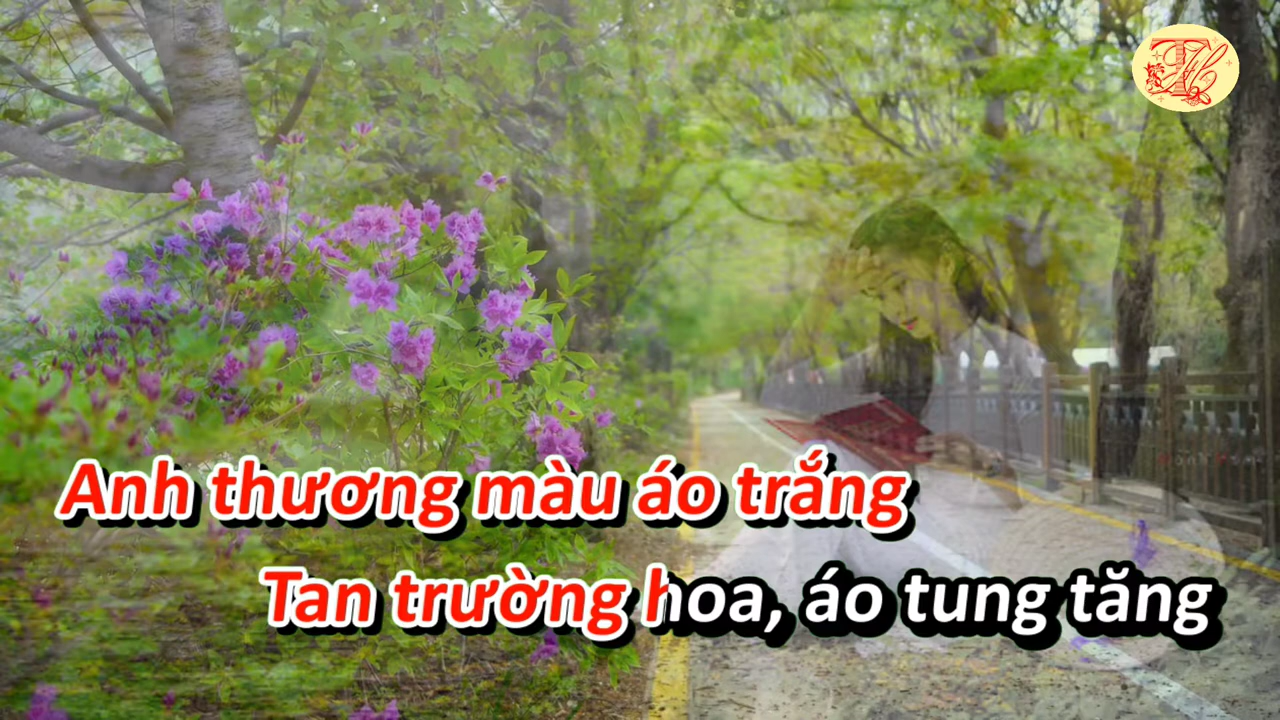 Anh thương màu áo trắng
Tan trường hoa, áo tung tăng